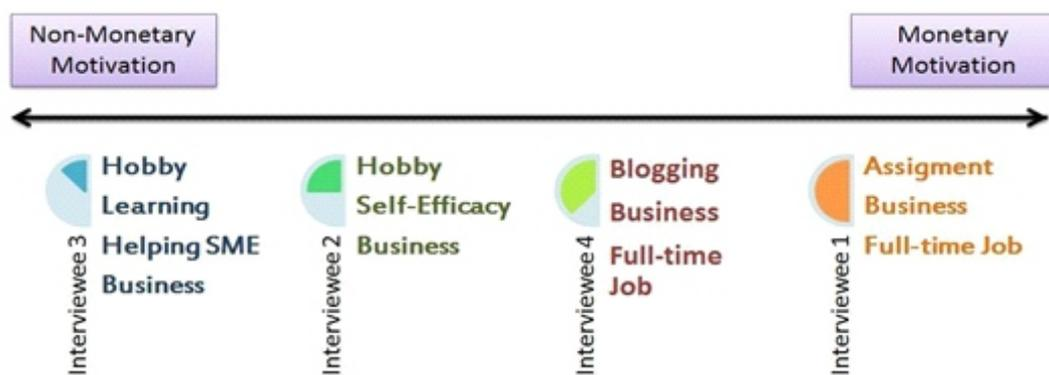 Non-Monetary
Motivation
Monetary
Motivation
Interviewee 3
Hobby
Learning
Helping SME
Business
Interviewee 2
Hobby
Self-Efficacy
Business
Interviewee 4
Blogging
Business
Full-time
Job
Interviewee 1
Assigment
Business
Full-time Job